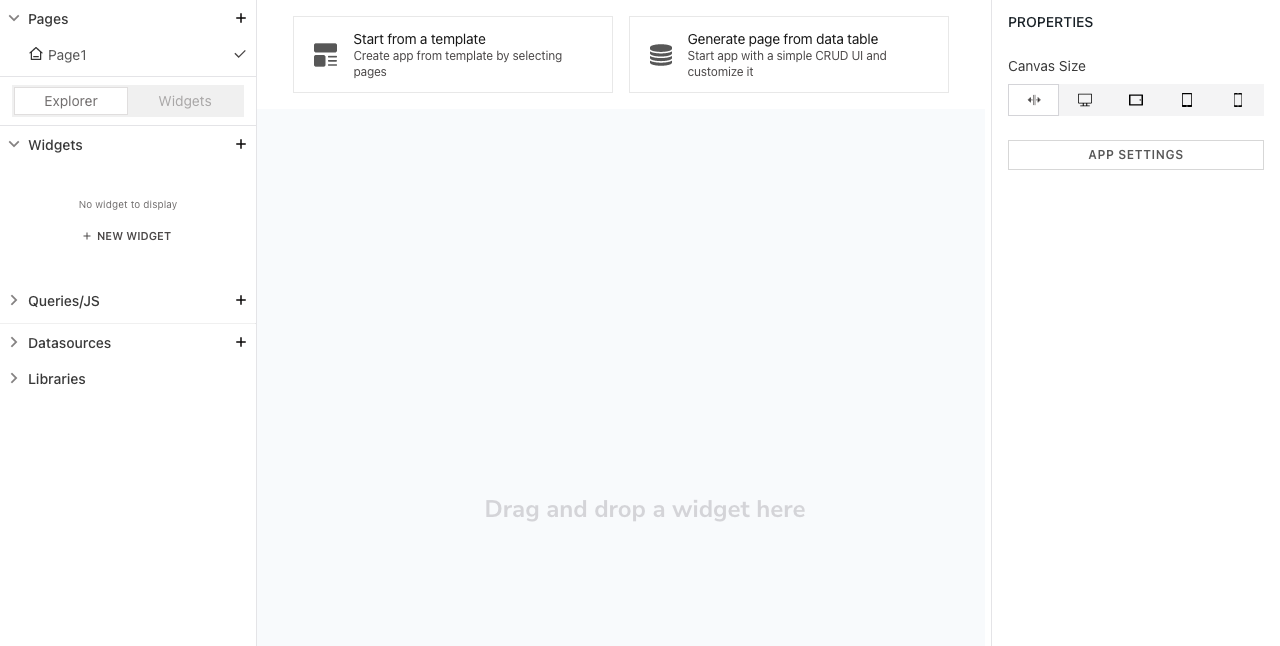 Pages
Page1
Explorer
Widgets
Widgets
No widget to display
+ NEW WIDGET
Queries/JS
Datasources
Libraries
Start from a template
Create app from template by selecting
pages
Generate page from data table
Start app with a simple CRUD UI and
customize it
Drag and drop a widget here
PROPERTIES
Canvas Size
APP SETTINGS